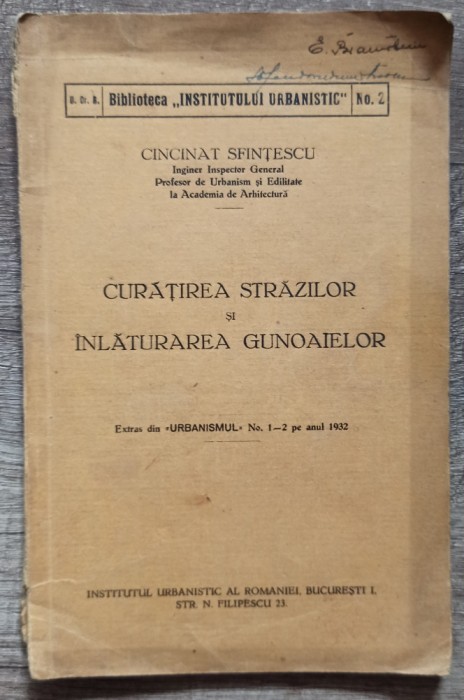 E.
B. Cr. B. Biblioteca „INSTITUTULUI URBANISTIC" No. 2
CINCINAT SFINȚESCU
Inginer Inspector General
Profesor de Urbanism și Edilitate
la Academia de Arhitectură
CURĂȚIREA STRĂZILOR
ȘI
ÎNLĂTURAREA GUNOAIELOR
Extras din «URBANISMUL» No. 1—2 pe anul 1932
INSTITUTUL URBANISTIC AL ROMANIEI, BUCUREȘTI I.
STR. N. FILIPESCU 23.